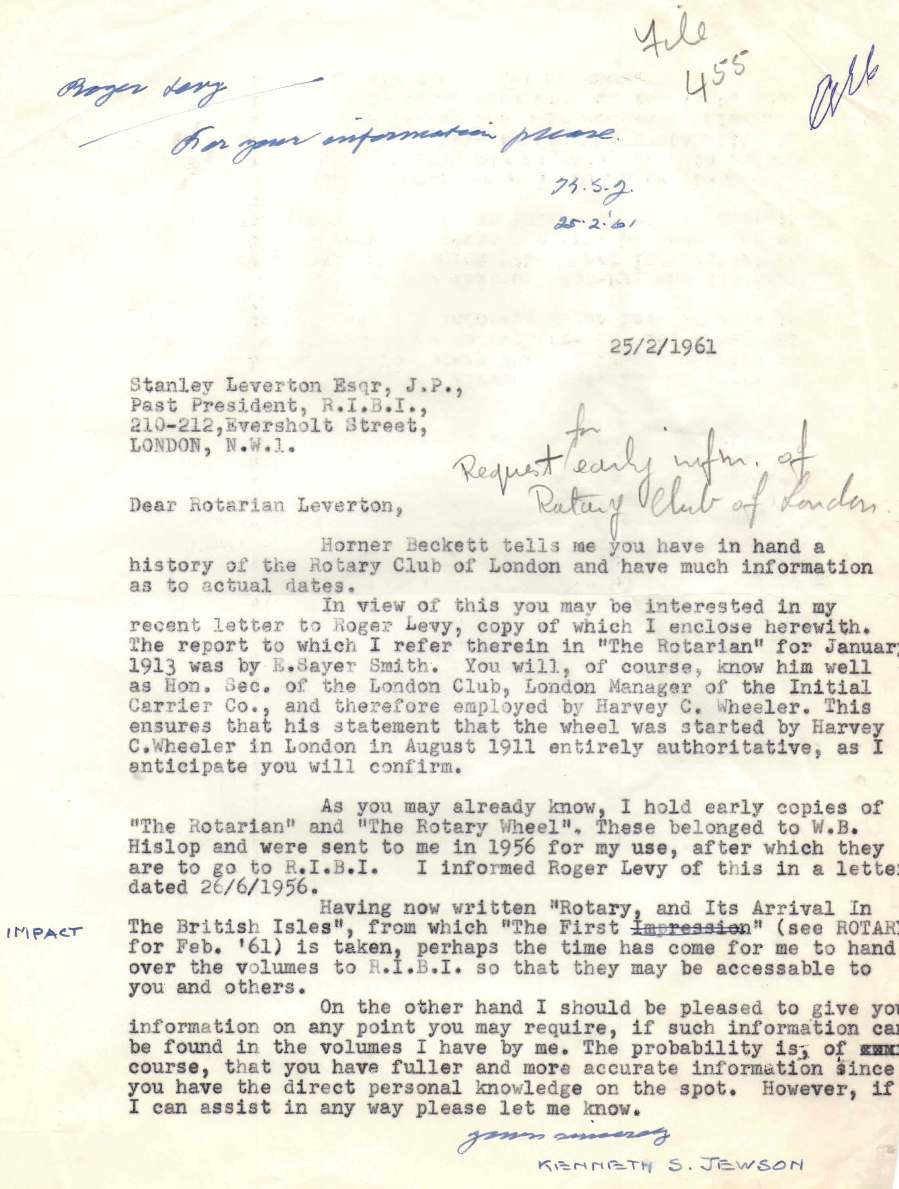 File
455
Roger Levy
For your information please.
K.S.J.
25.2.'61
25/2/1961
Stanley Leverton Esqr, J.P.,
Past President, R.I.B.I.,
210-212,Eversholt Street,
LONDON, N.W.1.
for
Request early infm. of
Rotary Club of London.
Dear Rotarian Leverton,
Horner Beckett tells me you have in hand a
history of the Rotary Club of London and have much information
as to actual dates.
In view of this you may be interested in my
recent letter to Roger Levy, copy of which I enclose herewith.
The report to which I refer therein in "The Rotarian" for January
1913 was by E.Sayer Smith.  You will, of course, know him well
as Hon. Sec. of the London Club, London Manager of the Initial
Carrier Co., and therefore employed by Harvey C. Wheeler. This
ensures that his statement that the wheel was started by Harvey
C.Wheeler in London in August 1911 entirely authoritative, as I
anticipate you will confirm.
As you may already know, I hold early copies of
"The Rotarian" and "The Rotary Wheel". These belonged to W.B.
Hislop and were sent to me in 1956 for my use, after which they
are to go to R.I.B.I.   I informed Roger Levy of this in a letter
dated 26/6/1956.
Having now written "Rotary, and Its Arrival In
IMPACT The British Isles", from which "The First Impression" (see ROTARY
for Feb. '61) is taken, perhaps the time has come for me to hand
over the volumes to R.I.B.I. so that they may be accessable to
you and others.
On the other hand I should be pleased to give you
information on any point you may require, if such information can
be found in the volumes I have by me. The probability is, of
course, that you have fuller and more accurate information since
you have the direct personal knowledge on the spot.  However, if
I can assist in any way please let me know.
yours sincerely
KENNETH S. JEWSON